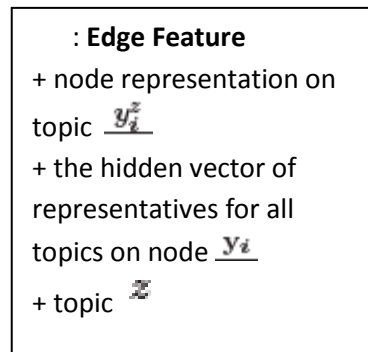 : Edge Feature
+ node representation on
topic y_i^z
+ the hidden vector of
representatives for all
topics on node y_i
+ topic z